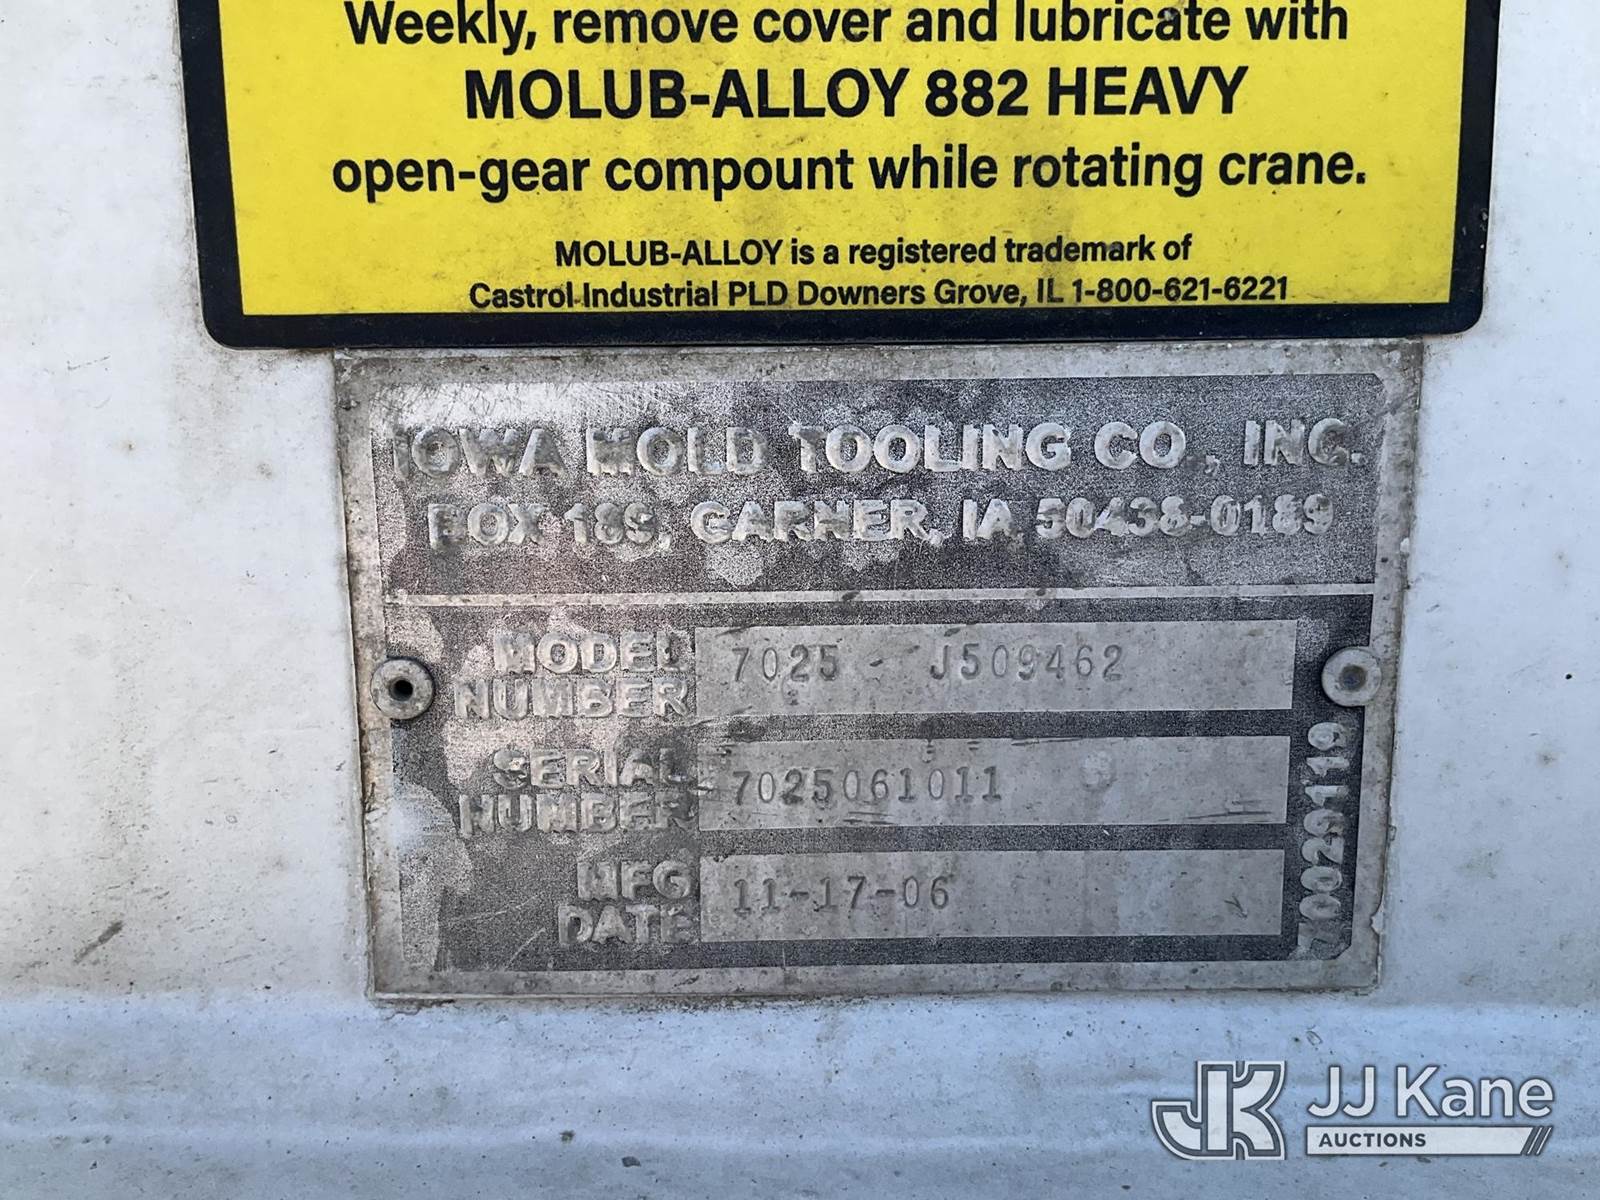 Weekly, remove cover and lubricate with
MOLUB-ALLOY 882 HEAVY
open-gear compound while rotating crane.
MOLUB-ALLOY is a registered trademark of
Castrol Industrial PLD Downers Grove, IL 1-800-621-6221
IOWA MOLD TOOLING CO., INC.
BOX 189, GARNER, IA 50438-0189
MODEL NUMBER 7025 - J509462
SERIAL NUMBER 7025061011
MFG DATE 11-17-06
70029119
JK JJ Kane
AUCTIONS